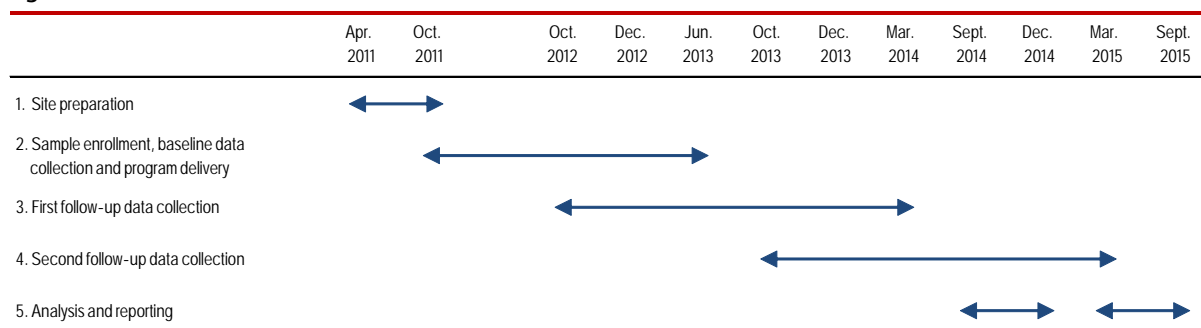 Apr. Oct. Oct. Dec. Jun. Oct. Dec. Mar. Sept. Dec. Mar. Sept.
2011 2011 2012 2012 2013 2013 2013 2014 2014 2014 2015 2015
1. Site preparation
2. Sample enrollment, baseline data
collection and program delivery
3. First follow-up data collection
4. Second follow-up data collection
5. Analysis and reporting